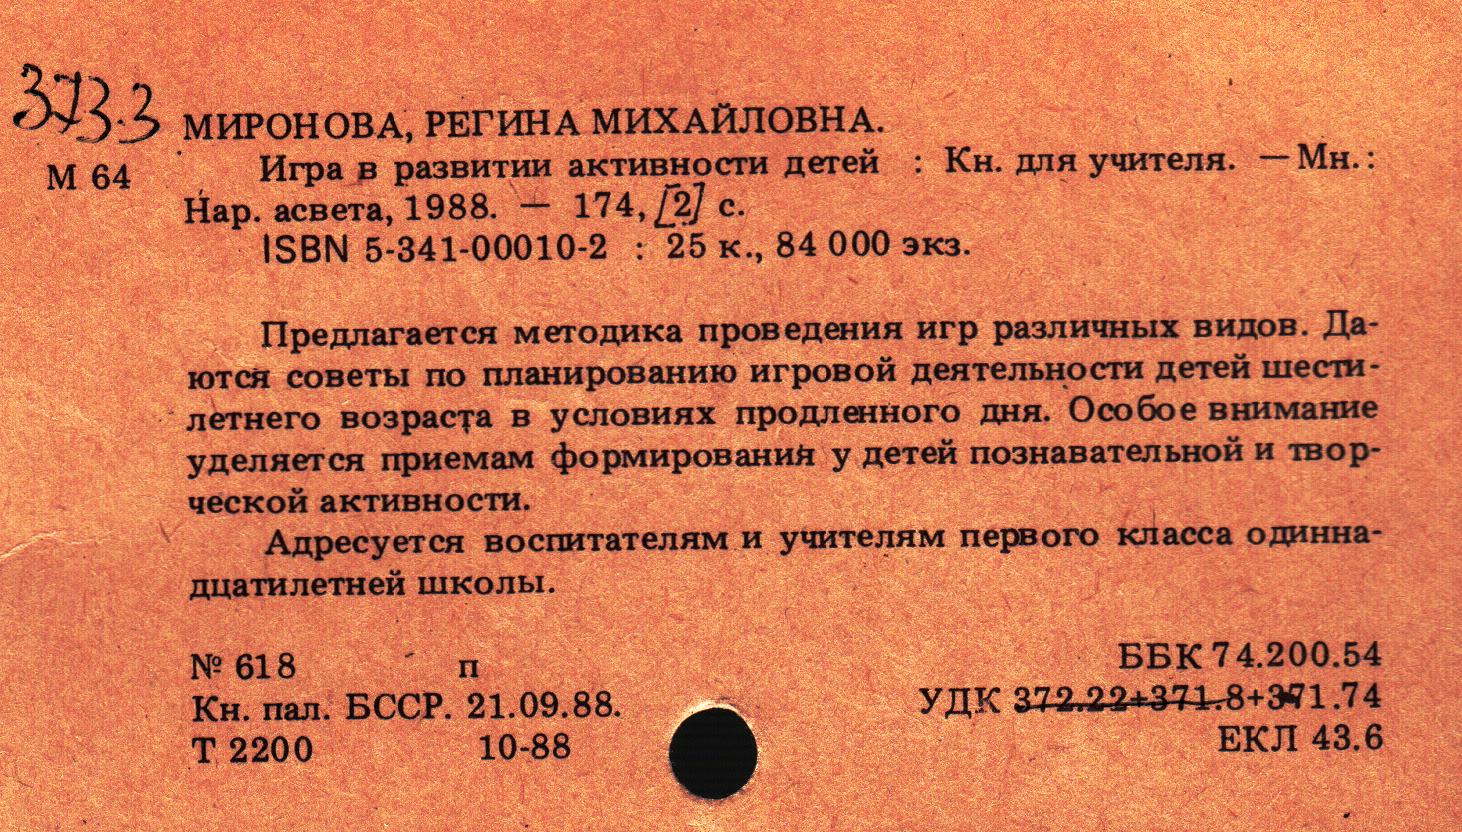 373.3
МИРОНОВА, РЕГИНА МИХАЙЛОВНА.
М 64
Игра в развитии активности детей : Кн. для учителя. — Мн.:
Нар. асвета, 1988. — 174, [2] с.
ISBN 5-341-00010-2 : 25 к., 84 000 экз.
Предлагается методика проведения игр различных видов. Да-
ются советы по планированию игровой деятельности детей шести-
летнего возраста в условиях продленного дня. Особое внимание
уделяется приемам формирования у детей познавательной и твор-
ческой активности.
Адресуется воспитателям и учителям первого класса одинна-
дцатилетней школы.
№ 618 п
ББК 74.200.54
Кн. пал. БССР. 21.09.88.
УДК 372.22+371.8+371.74
Т 2200 10-88
ЕКЛ 43.6